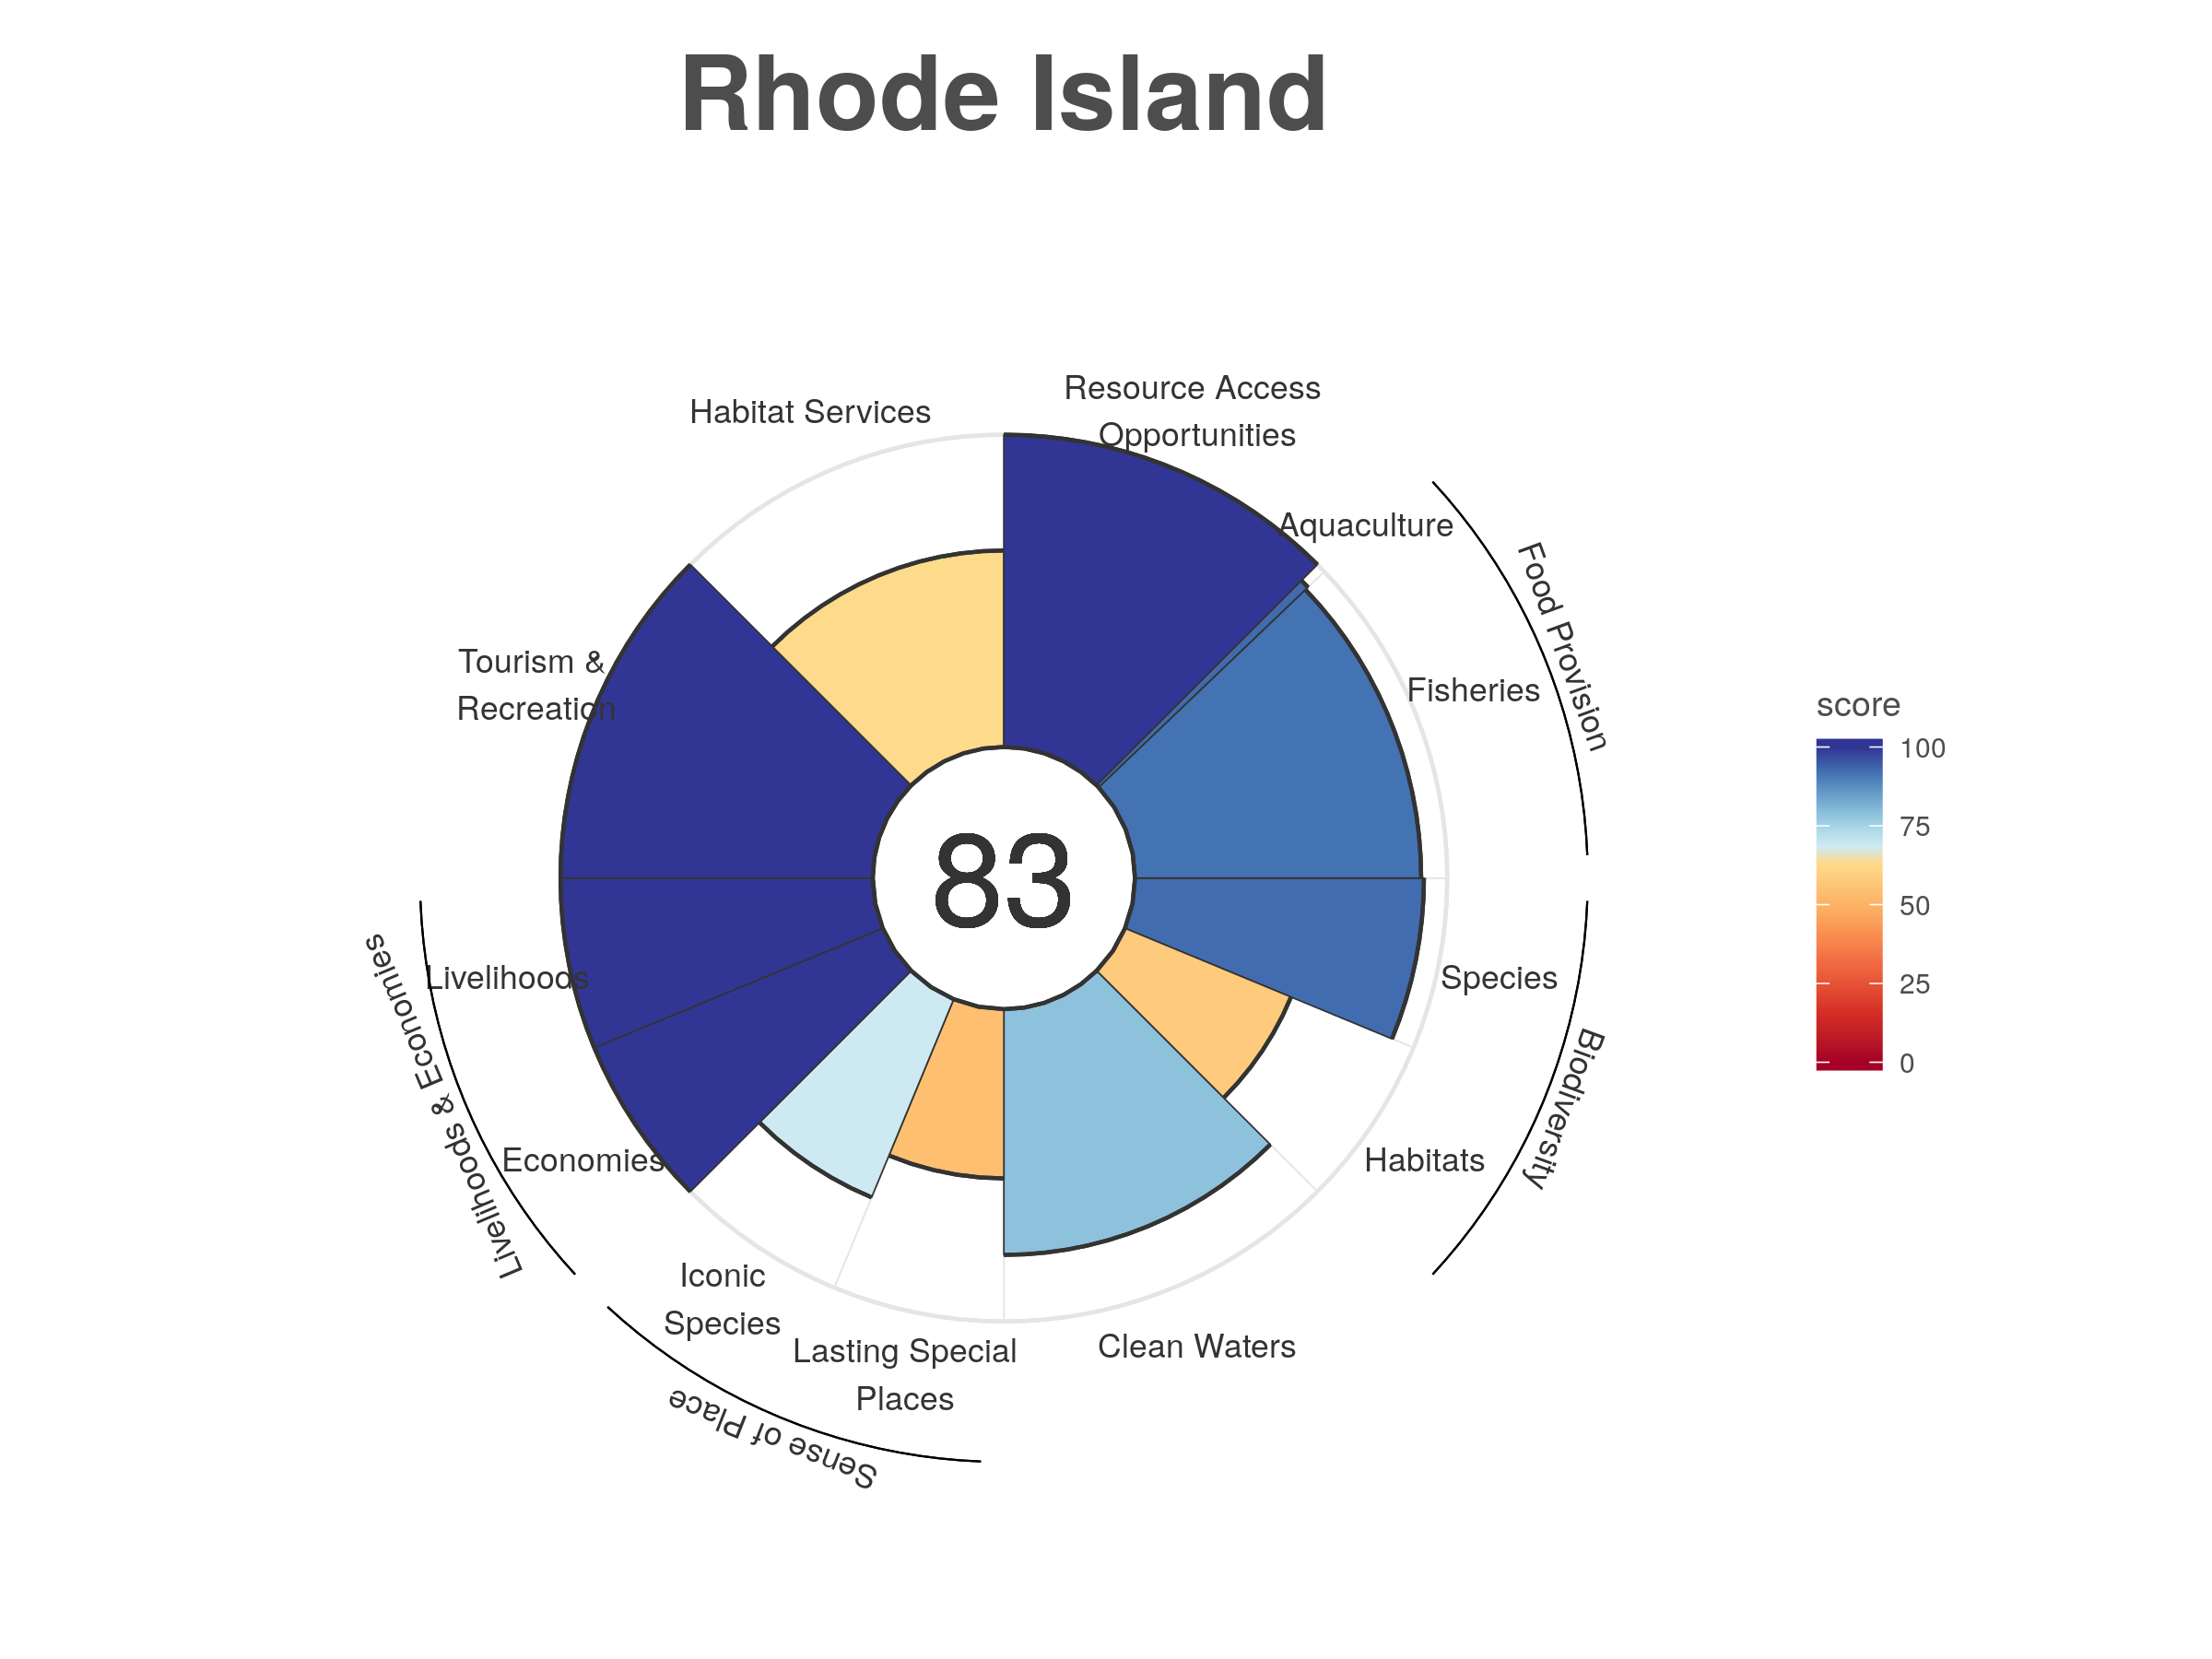 Rhode Island
Resource Access
Opportunities
Habitat Services
Aquaculture
Food Provision
Tourism &
Recreation
Fisheries
score
100
75
50
25
0
83
Livelihoods
Livelihoods & Economies
Species
Biodiversity
Economies
Habitats
Iconic
Species
Lasting Special
Places
Clean Waters
Sense of Place